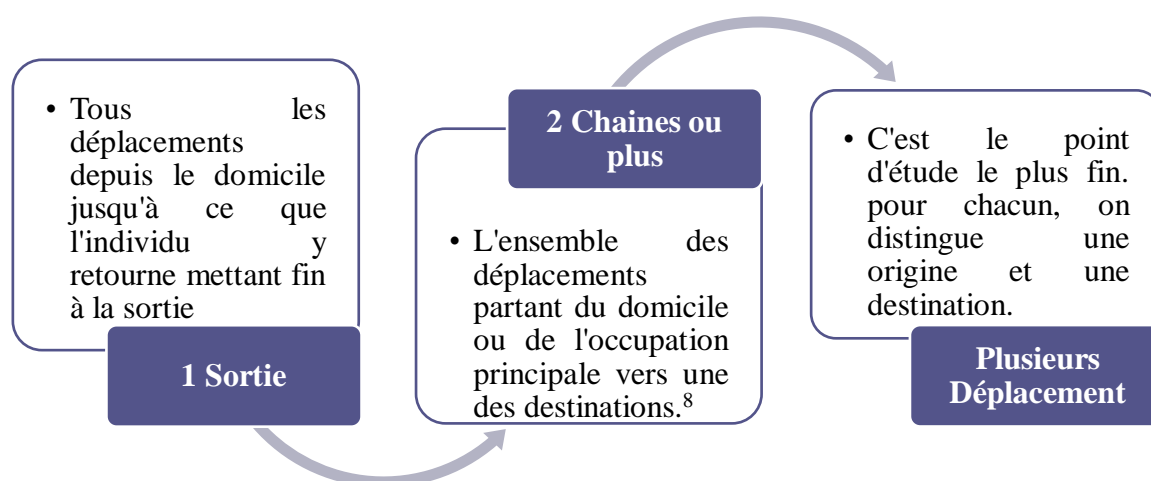 • Tous les
déplacements
depuis le domicile
jusqu'à ce que
l'individu y
retourne mettant fin
à la sortie
1 Sortie
2 Chaines ou
plus
• L'ensemble des
déplacements
partant du domicile
ou de l'occupation
principale vers une
des destinations.8
• C'est le point
d'étude le plus fin.
pour chacun, on
distingue une
origine et une
destination.
Plusieurs
Déplacement